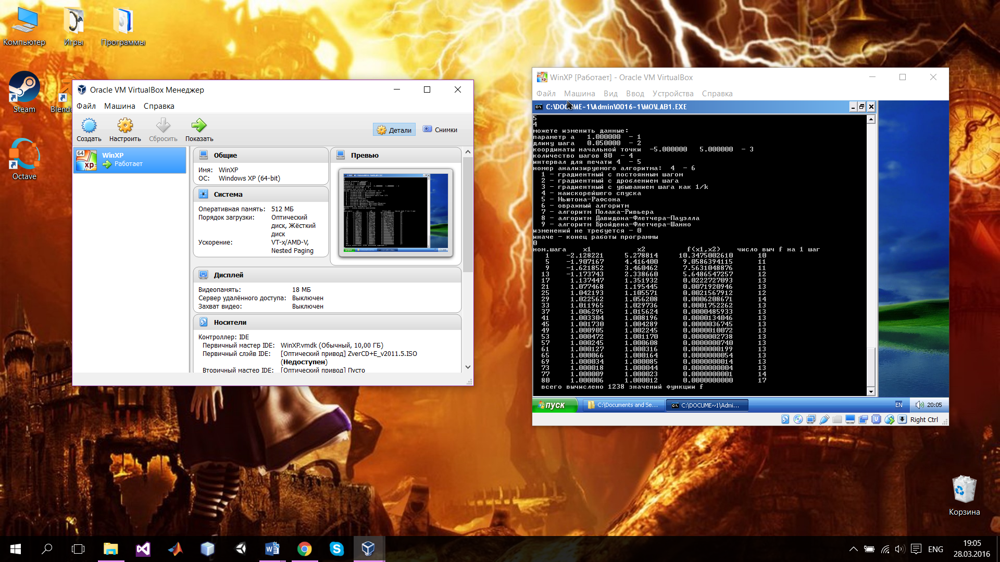 Компьютер
Игры
Программы
Steam
Blende
Octave
Oracle VM VirtualBox Менеджер
Файл Машина Справка
Создать Настроить Сбросить Показать
Детали Снимки
64 xp WinXP
Работает
Общие
Имя: WinXP
ОС: Windows XP (64-bit)
Система
Оперативная память: 512 МБ
Порядок загрузки: Оптический
диск, Жёсткий
диск
Ускорение: VT-x/AMD-V,
Nested Paging
Превью
Дисплей
Видеопамять: 18 МБ
Сервер удалённого доступа: Выключен
Захват видео: Выключен
Носители
Контроллер: IDE
Первичный мастер IDE: WinXP.vmdk (Обычный, 10,00 ГБ)
Первичный слэйв IDE: [Оптический привод] ZverCD+E_v2011.5.ISO
(Недоступен)
Вторичный мастер IDE: [Оптический привод] Пусто
WinXP [Работает] - Oracle VM VirtualBox
Файл Машина Вид Ввод Устройства Справка
C:\DOCUME~1\Admin\0016~1\MO\LAB1.EXE
5
4
можете изменить данные:
параметр a 1.000000 - 1
длину шага 0.050000 - 2
координаты начальной точки -5.000000 5.000000 - 3
количество шагов 80 - 4
интервал для печати 4 - 5
номер анализируемого алгоритма: 4 - 6
1 - градиентный с постоянным шагом
2 - градиентный с дроблением шага
3 - градиентный с убыванием шага как 1/k
4 - наискорейшего спуска
5 - Ньютона-Рафсона
6 - овражный алгоритм
7 - алгоритм Полака-Ривьера
8 - алгоритм Давидона-Флетчера-Пауэлла
9 - алгоритм Бройдена-Флетчера-Шанно
изменений не требуется - 0
иначе - конец работы программы
0
ном.шага x1 x2 f(x1,x2) число выч f на 1 шаг
1 -2.128221 5.278814 10.3475002610 10
5 -1.907167 4.416400 9.0586394115 11
9 -1.621852 3.460462 7.5631048876 11
13 -1.173743 2.338660 5.6486547257 12
17 1.137447 1.351932 0.0222727093 13
21 1.077468 1.195445 0.0071920946 13
25 1.042193 1.105571 0.0021567912 12
29 1.022562 1.056208 0.0006208671 14
33 1.011965 1.029736 0.0001752262 13
37 1.006295 1.015624 0.0000485933 13
41 1.003304 1.008196 0.0000134046 13
45 1.001730 1.004289 0.0000036745 13
49 1.000905 1.002245 0.0000010072 13
53 1.000472 1.001170 0.0000002738 13
57 1.000245 1.000608 0.0000000740 13
61 1.000127 1.000316 0.0000000199 13
65 1.000066 1.000164 0.0000000054 13
69 1.000034 1.000085 0.0000000014 13
73 1.000018 1.000044 0.0000000004 13
77 1.000009 1.000023 0.0000000001 14
80 1.000006 1.000012 0.0000000000 17
всего вычислено 1238 значений функции f
пуск C:\Documents and Se... C:\DOCUME~1\Admi... EN 20:05
Right Ctrl
Корзина
ENG
19:05
28.03.2016